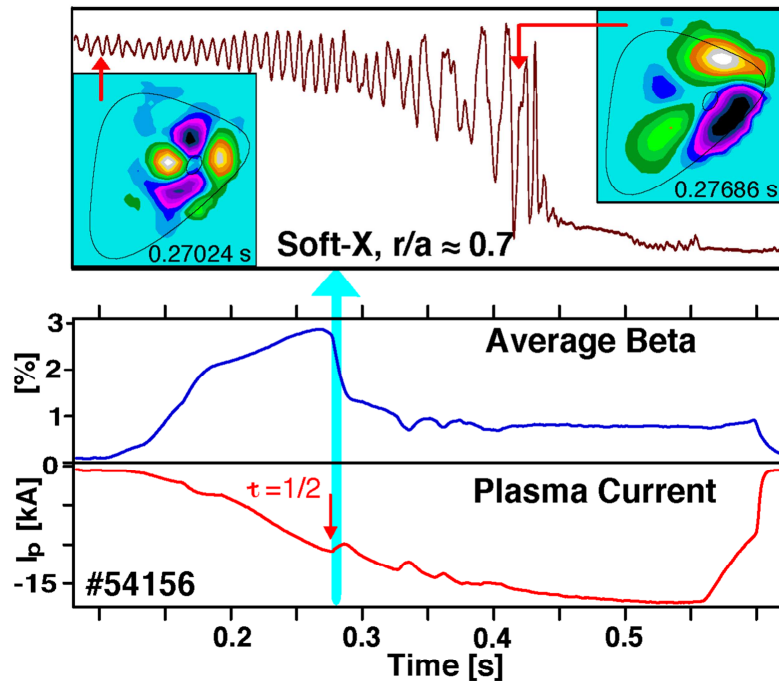 0.27024 s
0.27686 s
Soft-X, r/a ≈ 0.7
3
2
1
0
[%]
Average Beta
0
-15
Ip [kA]
ι=1/2
Plasma Current
#54156
0.2 0.3 0.4 0.5
Time [s]